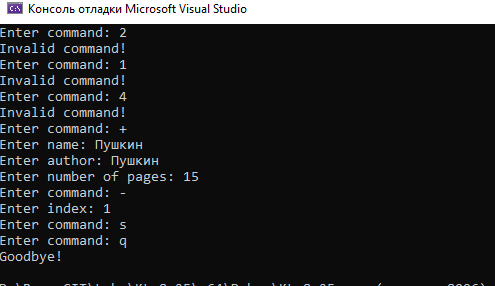 Консоль отладки Microsoft Visual Studio
Enter command: 2
Invalid command!
Enter command: 1
Invalid command!
Enter command: 4
Invalid command!
Enter command: +
Enter name: Пушкин
Enter author: Пушкин
Enter number of pages: 15
Enter command: -
Enter index: 1
Enter command: s
Enter command: q
Goodbye!